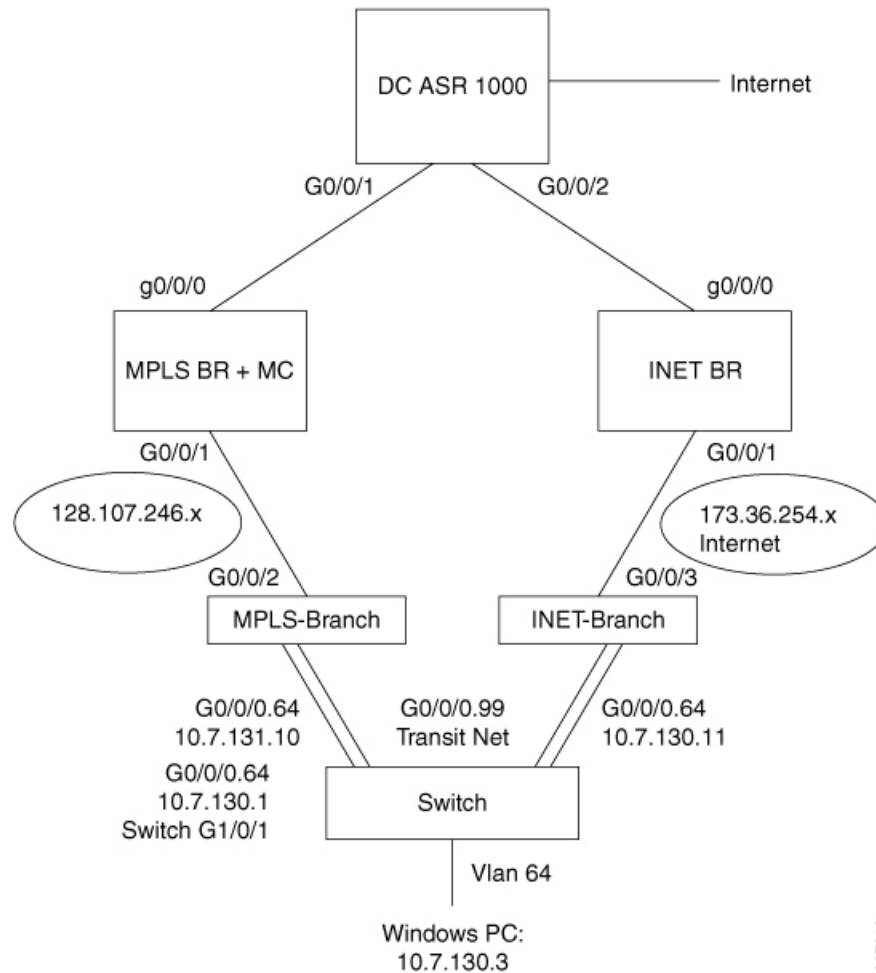 DC ASR 1000
Internet
G0/0/1
G0/0/2
g0/0/0
g0/0/0
MPLS BR + MC
INET BR
G0/0/1
G0/0/1
128.107.246.x
173.36.254.x
Internet
G0/0/2
G0/0/3
MPLS-Branch
INET-Branch
G0/0/0.64
10.7.131.10
G0/0/0.99
Transit Net
G0/0/0.64
10.7.130.11
G0/0/0.64
10.7.130.1
Switch G1/0/1
Switch
Vlan 64
Windows PC:
10.7.130.3